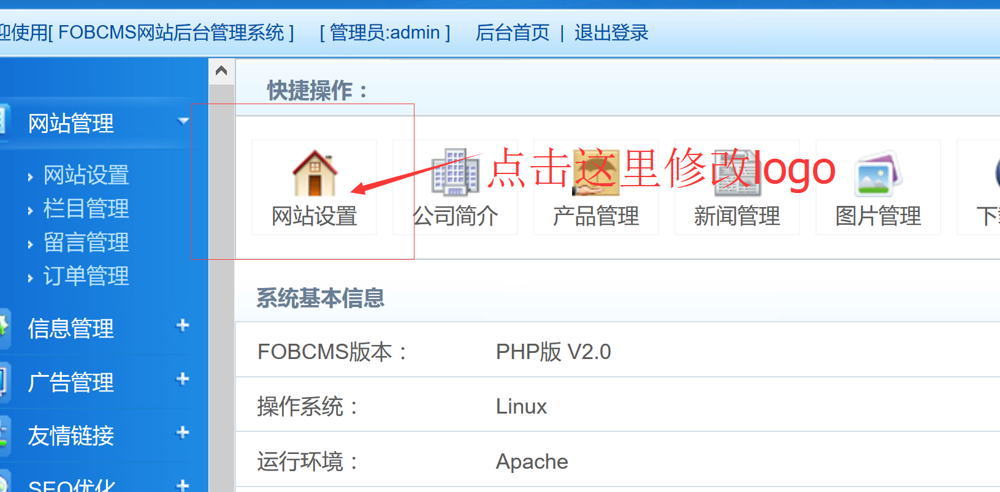 迎使用[ FOBCMS网站后台管理系统 ] [ 管理员:admin ] 后台首页 | 退出登录
网站管理
网站设置
栏目管理
留言管理
订单管理
信息管理
广告管理
友情链接
SEO优化
快捷操作：
点击这里修改logo
网站设置 公司简介 产品管理 新闻管理 图片管理 下载
系统基本信息
FOBCMS版本： PHP版 V2.0
操作系统： Linux
运行环境： Apache